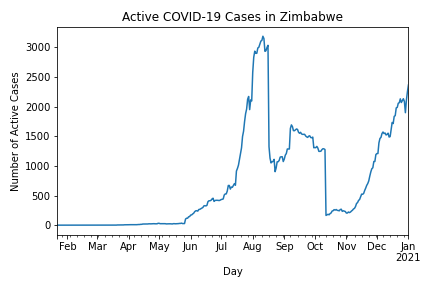 Active COVID-19 Cases in Zimbabwe
Number of Active Cases
3000
2500
2000
1500
1000
500
0
Feb Mar Apr May Jun Jul Aug Sep Oct Nov Dec Jan
2021
Day